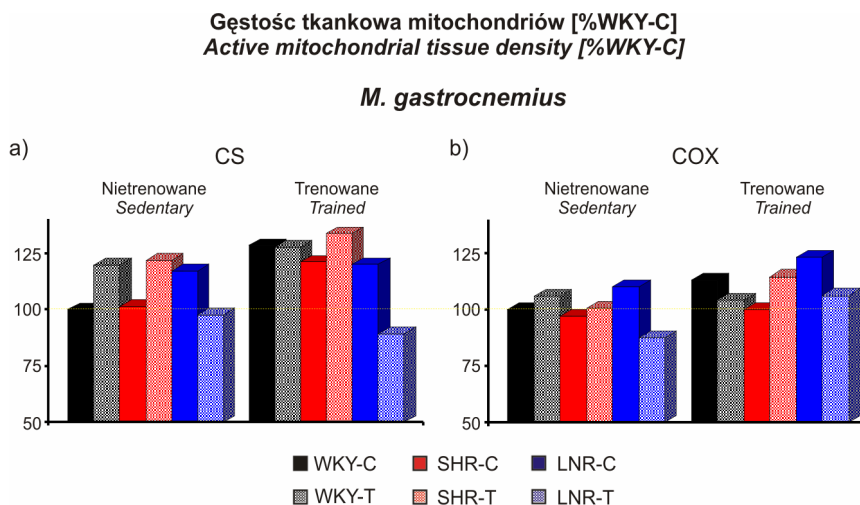 Gęstośc tkankowa mitochondriów [%WKY-C]
Active mitochondrial tissue density [%WKY-C]
M. gastrocnemius
a)
CS
Nietrenowane
Sedentary
Trenowane
Trained
125
100
75
50
b)
COX
Nietrenowane
Sedentary
Trenowane
Trained
125
100
75
50
WKY-C SHR-C LNR-C
WKY-T SHR-T LNR-T